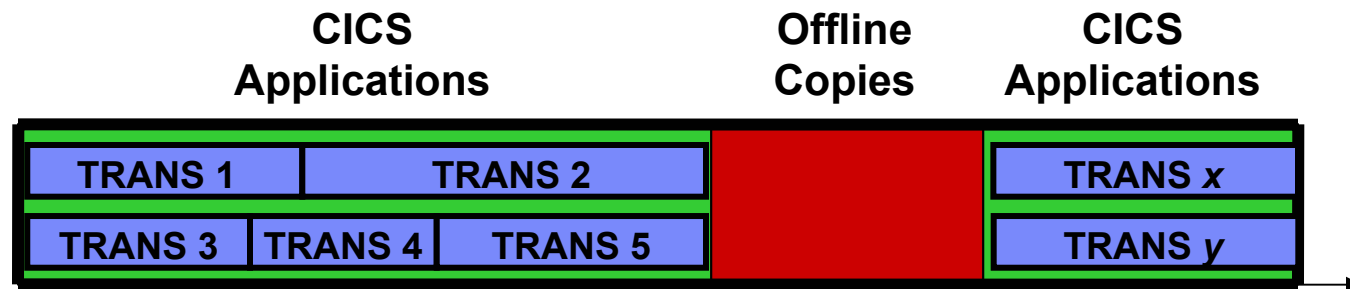 CICS
Applications
Offline
Copies
CICS
Applications
TRANS 1
TRANS 2
TRANS x
TRANS 3
TRANS 4
TRANS 5
TRANS y